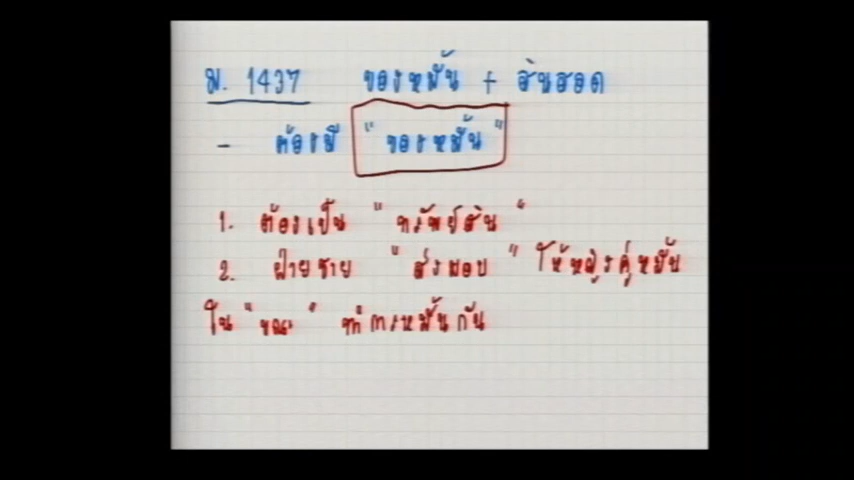 ม. 1437 ของหมั้น + สินสอด
- ต้องมี "ของหมั้น"
1. ต้องเป็น "ทรัพย์สิน"
2. ฝ่ายชาย "ส่งมอบ" ให้หญิงคู่หมั้น
ใน "ขณะ" ทำการหมั้นกัน